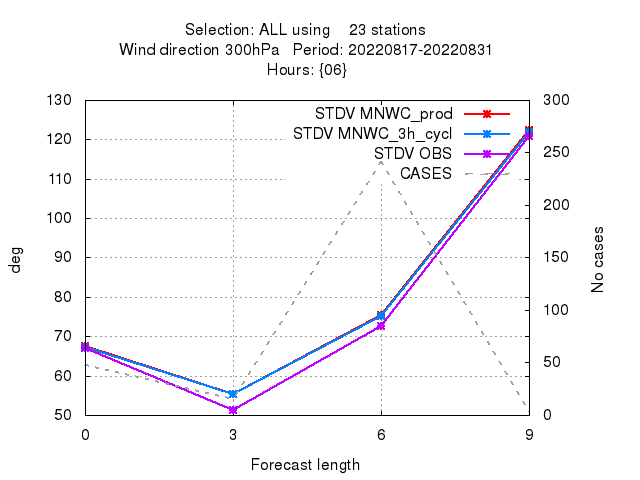 Selection: ALL using 23 stations
Wind direction 300hPa Period: 20220817-20220831
Hours: {06}
130 300
STDV MNWC_prod
120 STDV MNWC_3h_cycl 250
STDV OBS
110 CASES
100 200
90 150
80 100
70
60 50
50 0
deg
No cases
0 3 6 9
Forecast length